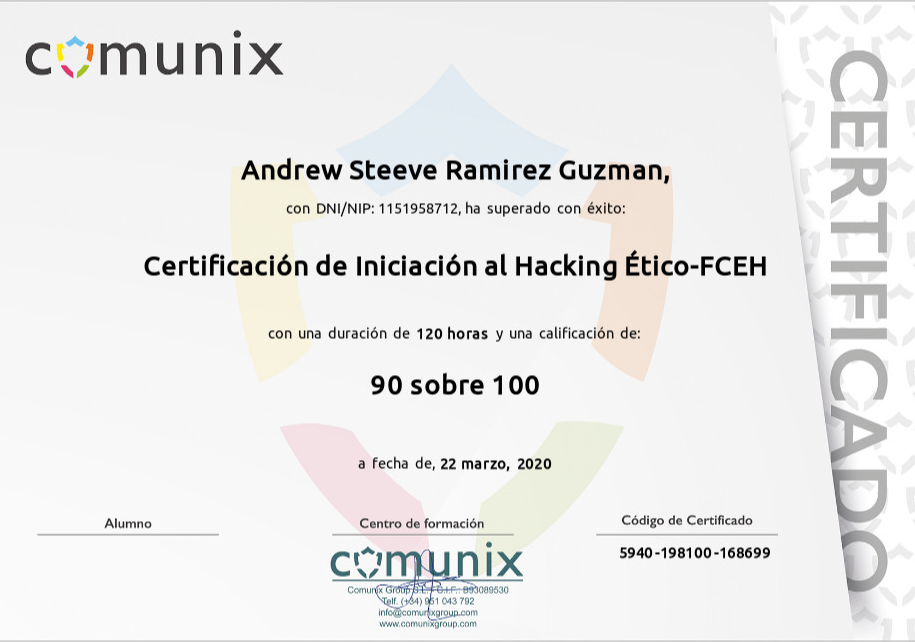 comunix
CERTIFICADO
Andrew Steeve Ramirez Guzman,
con DNI/NIP: 1151958712, ha superado con éxito:
Certificación de Iniciación al Hacking Ético-FCEH
con una duración de 120 horas y una calificación de:
90 sobre 100
a fecha de, 22 marzo, 2020
Alumno
Centro de formación
Código de Certificado
5940-198100-168699
comunix
Comunix Group S.L. / C.I.F.: B93089530
Telf. (+34) 951 043 792
info@comunixgroup.com
www.comunixgroup.com